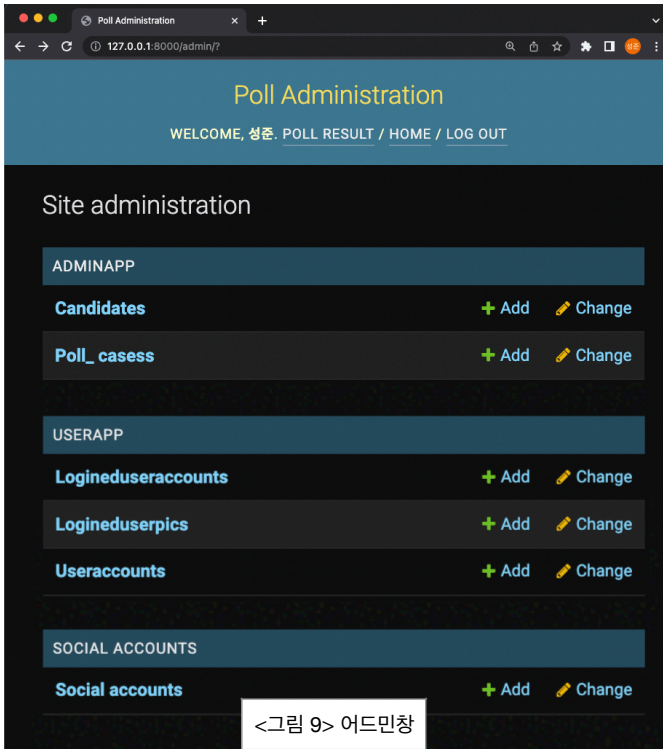 Poll Administration
127.0.0.1:8000/admin/?
성준
Poll Administration
WELCOME, 성준. POLL RESULT / HOME / LOG OUT
Site administration
ADMINAPP
Candidates Add Change
Poll_ casess Add Change
USERAPP
Logineduseraccounts Add Change
Logineduserpics Add Change
Useraccounts Add Change
SOCIAL ACCOUNTS
Social accounts Add Change
<그림 9> 어드민창